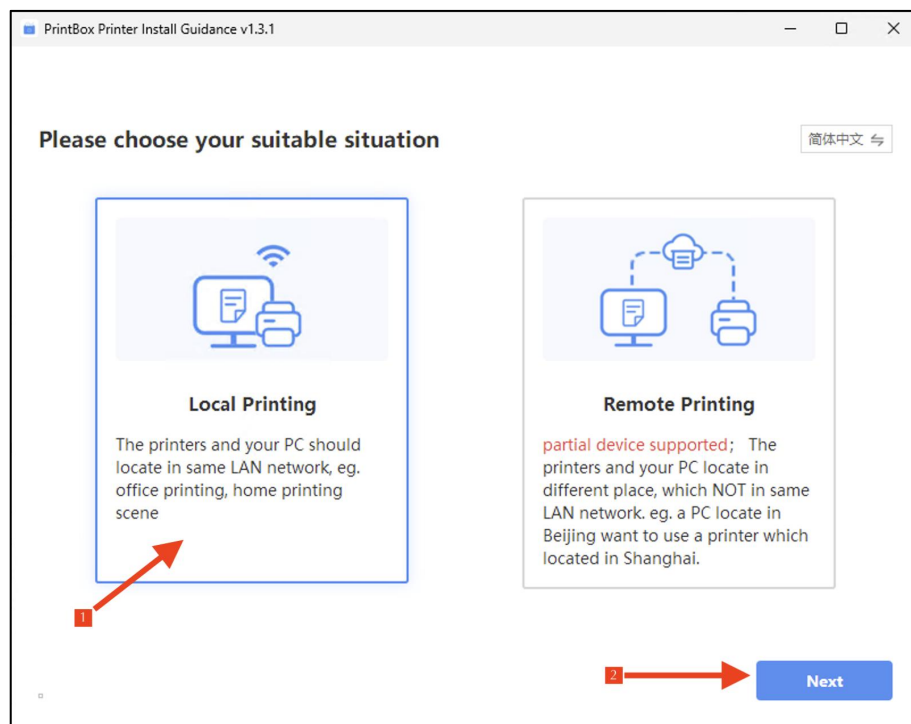 PrintBox Printer Install Guidance v1.3.1
Please choose your suitable situation
简体中文
Local Printing
The printers and your PC should
locate in same LAN network, eg.
office printing, home printing
scene
Remote Printing
partial device supported； The
printers and your PC locate in
different place, which NOT in same
LAN network. eg. a PC locate in
Beijing want to use a printer which
located in Shanghai.
1
2
Next